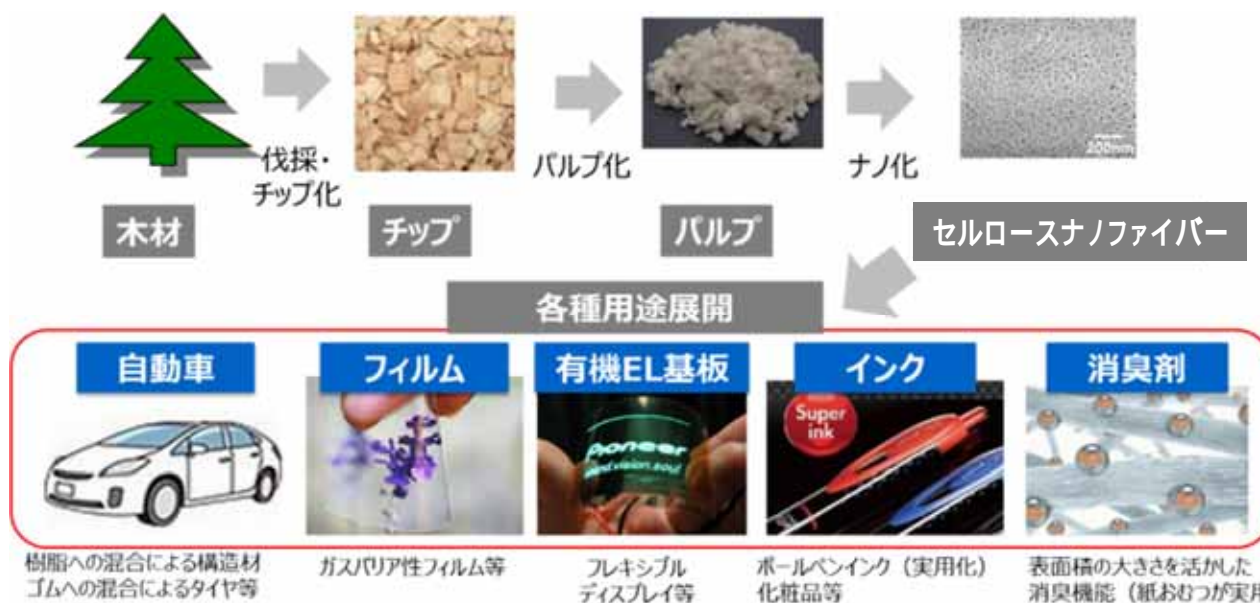 200nm
伐採・
チップ化
パルプ化
ナノ化
木材
チップ
パルプ
セルロースナノファイバー
各種用途展開
自動車
フィルム
有機EL基板
インク
消臭剤
Pioneer
sound.vision.soul
Super
ink
樹脂への混合による構造材
ゴムへの混合によるタイヤ等
ガスバリア性フィルム等
フレキシブル
ディスプレイ等
ボールペンインク（実用化）
化粧品等
表面積の大きさを活かした
消臭機能（紙おむつが実用